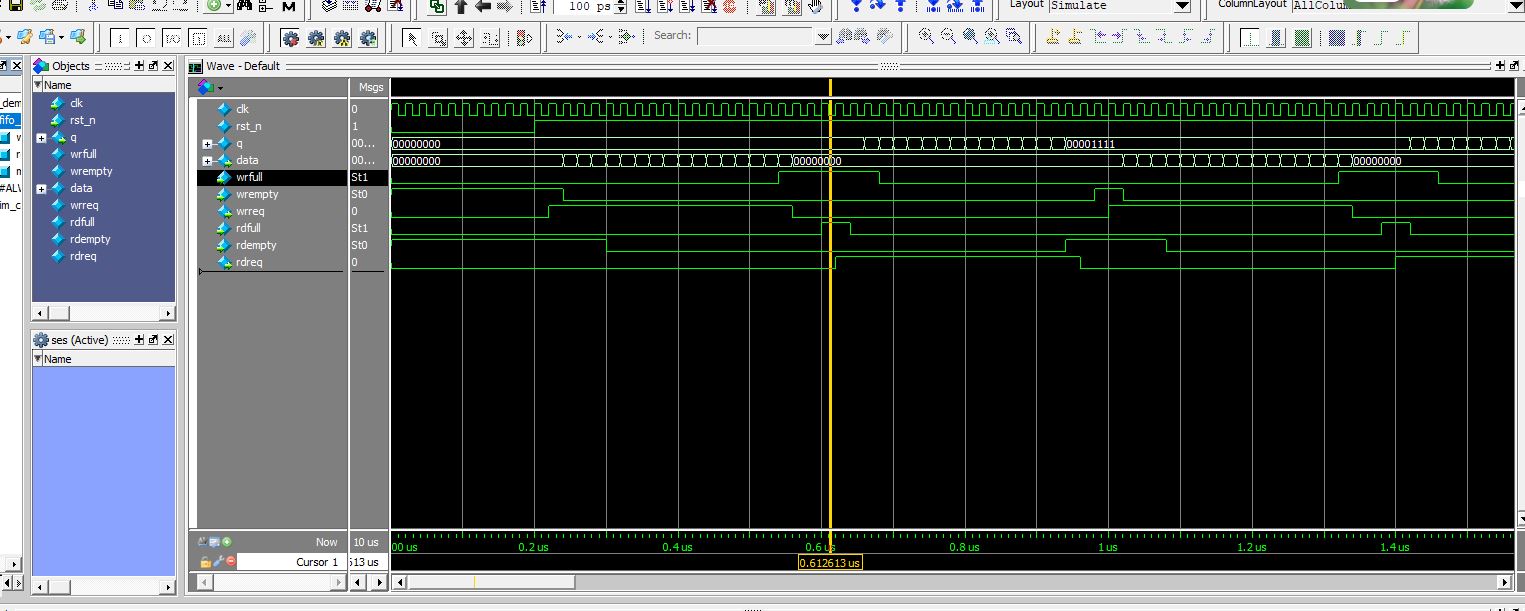 M
100 ps
Layout Simulate
ColumnLayout AllColu
I/O
ALL
Search:
Objects
Wave - Default
Name
Msgs
_dem
clk
clk
0
fifo_
rst_n
rst_n
1
w
q
q
00...
00000000
00001111
r
wrfull
data
00...
00000000
00000000
00000000
m
wrempty
wrfull
St1
#AL
data
wrempty
St0
im_c
wrreq
wrreq
0
rdfull
rdfull
St1
rdempty
rdempty
St0
rdreq
rdreq
0
ses (Active)
Name
Now
10 us
00 us
0.2 us
0.4 us
0.6 us
0.8 us
1 us
1.2 us
1.4 us
Cursor 1
513 us
0.612613 us